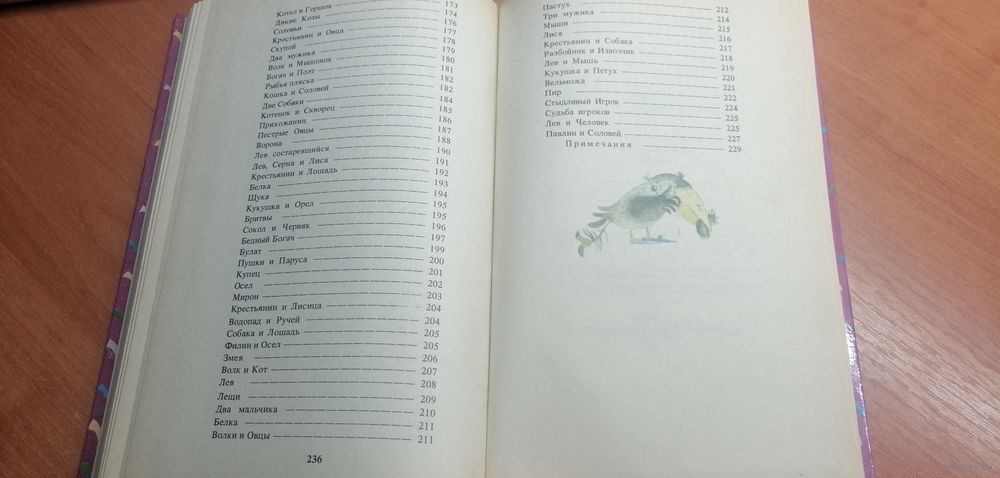 Котел и Горшок 173
Дикие Козы 174
Соловьи 176
Крестьянин и Овца 177
Скупой 178
Два мужика 179
Волк и Мышонок 180
Богач и Поэт 181
Рыбья пляска 182
Кошка и Соловей 182
Две Собаки 184
Котенок и Скворец 185
Прихожанин 186
Пестрые Овцы 187
Ворона 188
Лев состаревшийся 190
Лев, Серна и Лиса 191
Крестьянин и Лошадь 192
Белка 193
Щука 194
Кукушка и Орел 195
Бритвы 195
Сокол и Червяк 196
Бедный Богач 197
Булат 199
Пушки и Паруса 200
Купец 201
Осел 202
Мирон 203
Крестьянин и Лисица 204
Водопад и Ручей 204
Собака и Лошадь 205
Филин и Осел 205
Змея 206
Волк и Кот 207
Лев 208
Лещи 209
Два мальчика 210
Белка 211
Волки и Овцы 211
236
Пастух 212
Три мужика 214
Мыши 215
Лиса 216
Крестьянин и Собака 217
Разбойник и Извозчик 218
Лев и Мышь 219
Кукушка и Петух 220
Вельможа 221
Пир 222
Стыдливый Игрок 224
Судьба игроков 225
Лев и Человек 225
Павлин и Соловей 227
Примечания 229